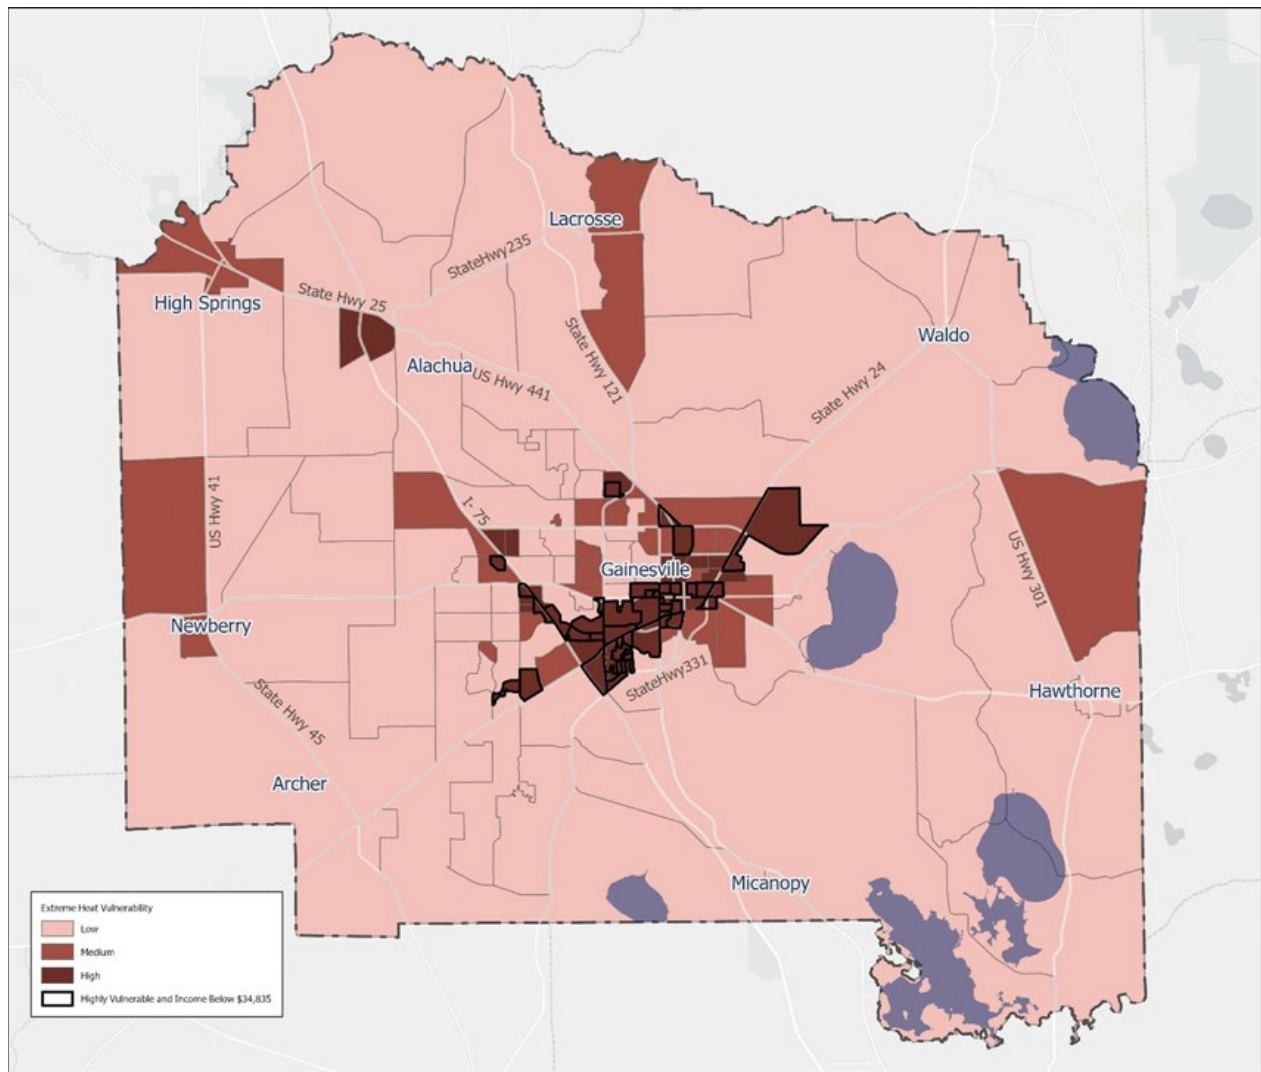 Lacrosse
StateHwy235
High Springs
State Hwy 25
State Hwy 121
Waldo
Alachua
US Hwy 441
State Hwy 24
US Hwy 41
I- 75
US Hwy 301
Gainesville
Newberry
StateHwy331
Hawthorne
State Hwy 45
Archer
Micanopy
Extreme Heat Vulnerability
Low
Medium
High
Highly Vulnerable and Income Below $34,835